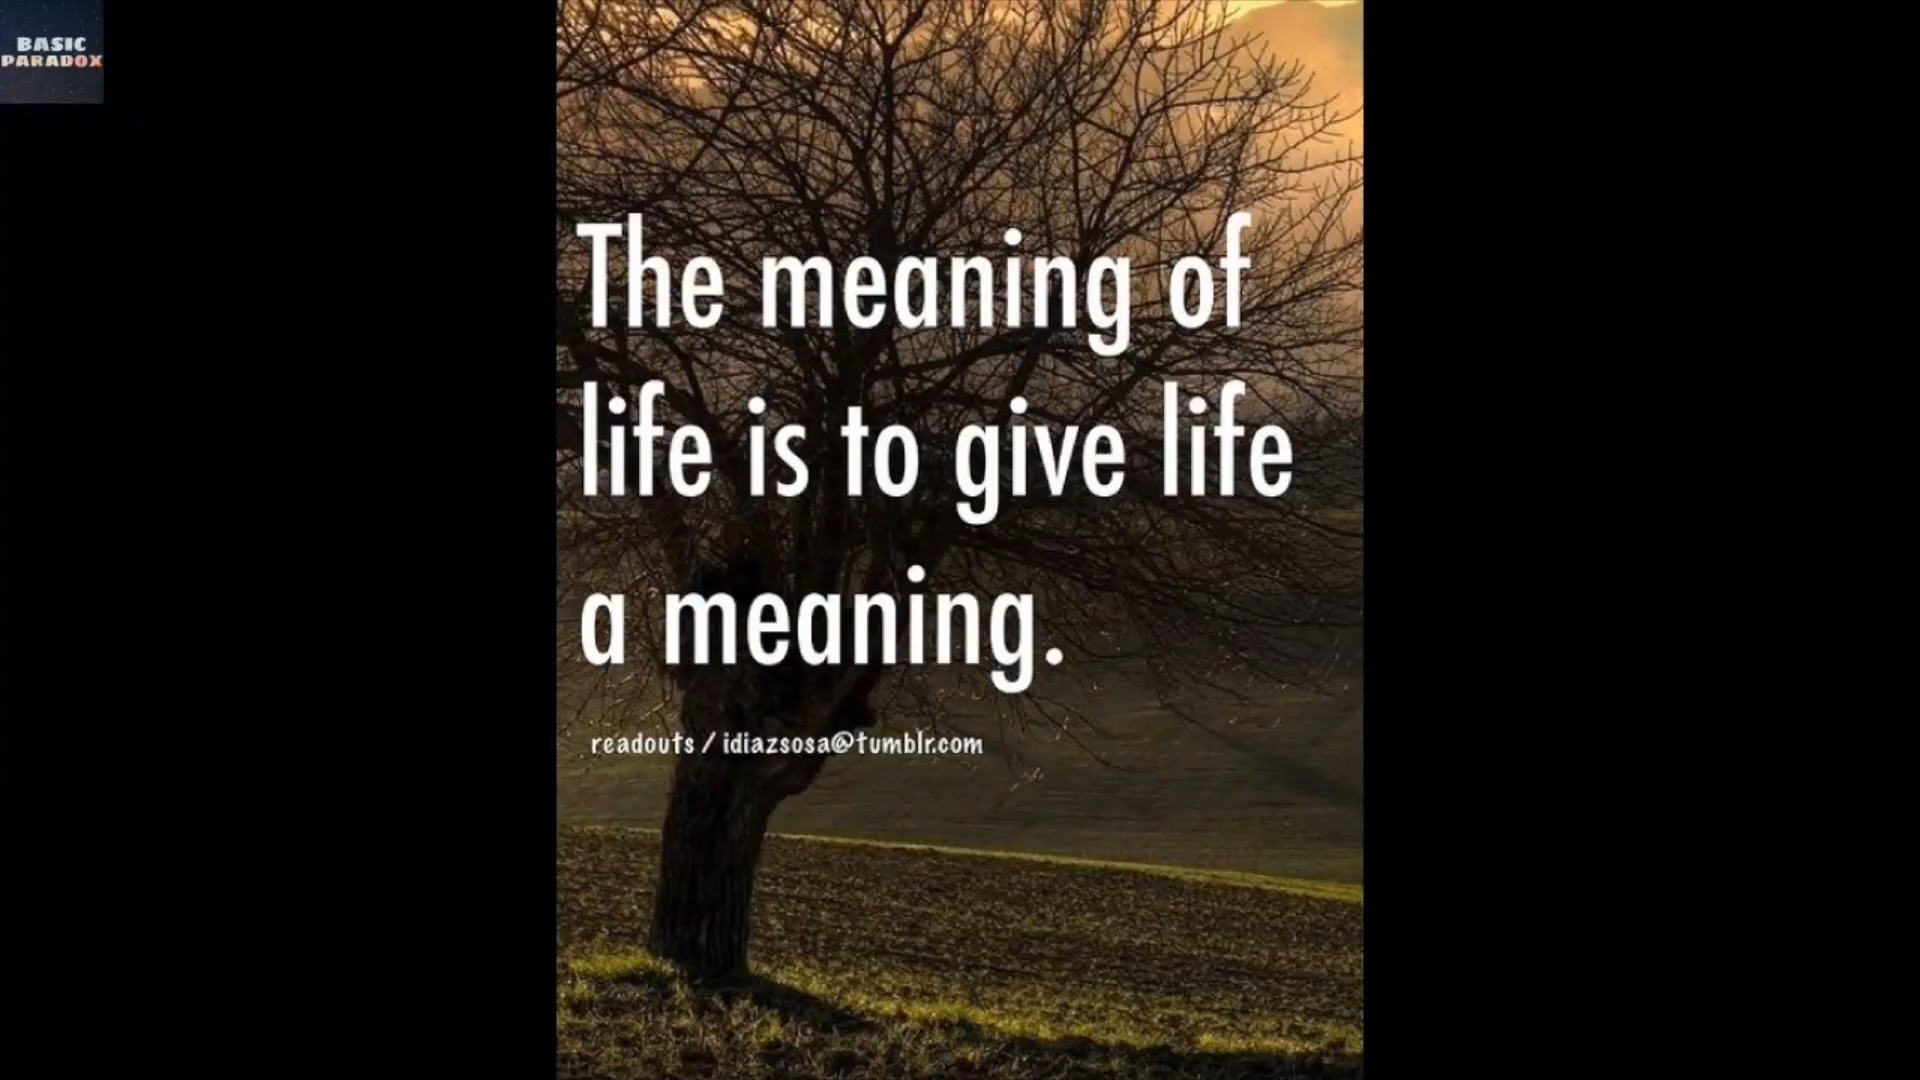 BASIC
PARADOX
The meaning of
life is to give life
a meaning.
readouts / idiazsosa@tumblr.com